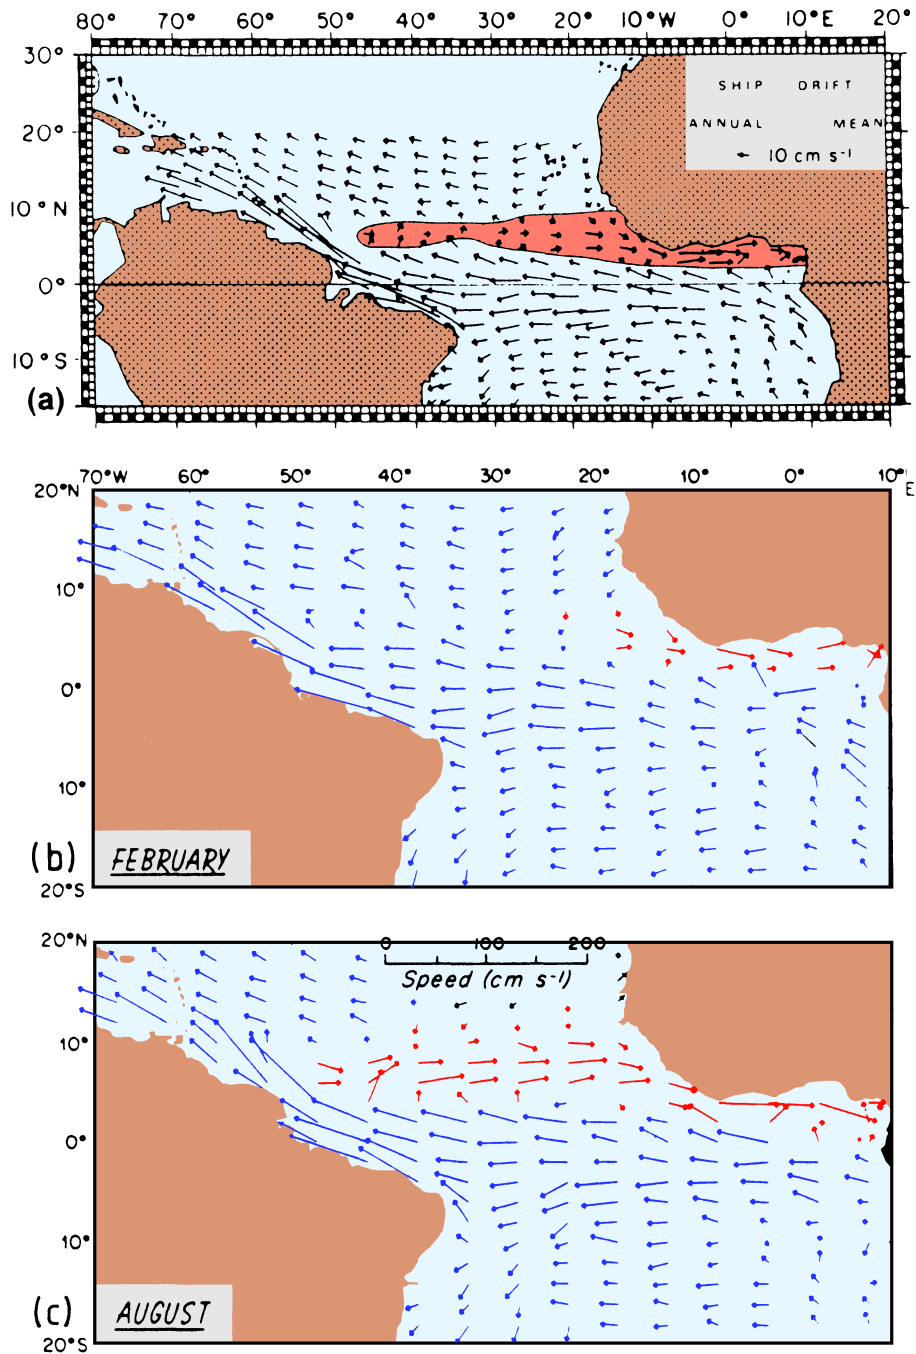 80° 70° 60° 50° 40° 30° 20° 10°W 0° 10°E 20°
30°
SHIP DRIFT
20°
ANNUAL MEAN
10 cm s⁻¹
10°N
0°
10°S
(a)
70°W 60° 50° 40° 30° 20° 10° 0° 10°E
20°N
10°
0°
10°
(b)
FEBRUARY
20°S
20°N
0 100 200
Speed (cm s⁻¹)
10°
0°
10°
(c)
AUGUST
20°S